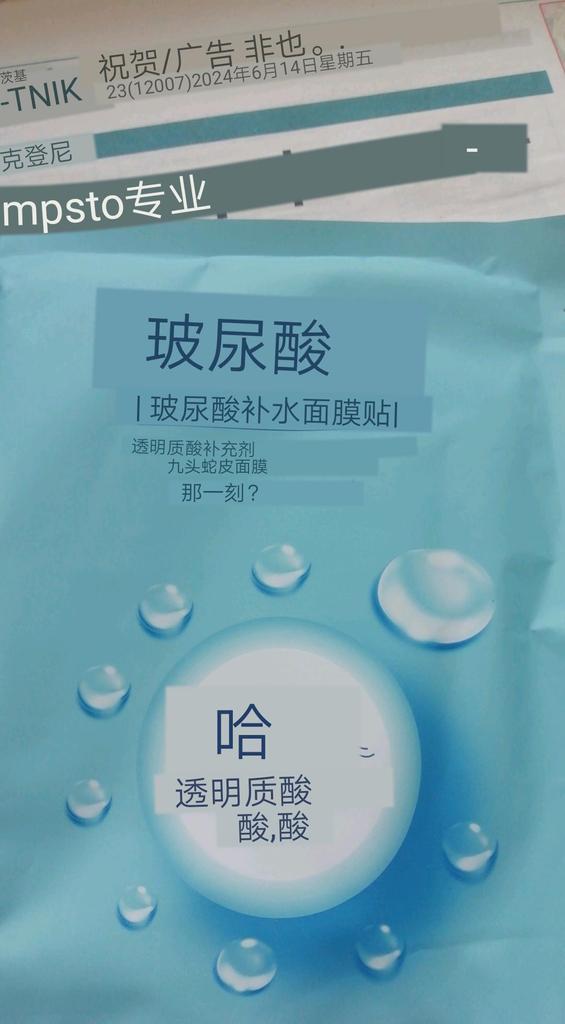 茨基
祝贺/广告 非也。.
-TNIK
23(12007)2024年6月14日星期五
克登尼
mpsto专业
-
玻尿酸
| 玻尿酸补水面膜贴|
透明质酸补充剂
九头蛇皮面膜
那一刻？
哈
透明质酸
酸,酸